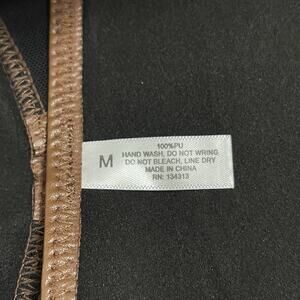 100%PU
M HAND WASH, DO NOT WRING
DO NOT BLEACH, LINE DRY
MADE IN CHINA
RN: 134313